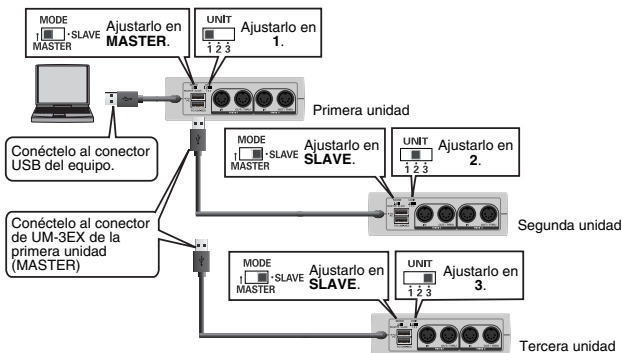 MODE
SLAVE
MASTER
Ajustarlo en
MASTER.
UNIT
1 2 3
Ajustarlo en
1.
Primera unidad
Conéctelo al conector
USB del equipo.
MODE
SLAVE
MASTER
Ajustarlo en
SLAVE.
UNIT
1 2 3
Ajustarlo en
2.
Segunda unidad
Conéctelo al conector
de UM-3EX de la
primera unidad
(MASTER)
MODE
SLAVE
MASTER
Ajustarlo en
SLAVE.
UNIT
1 2 3
Ajustarlo en
3.
Tercera unidad